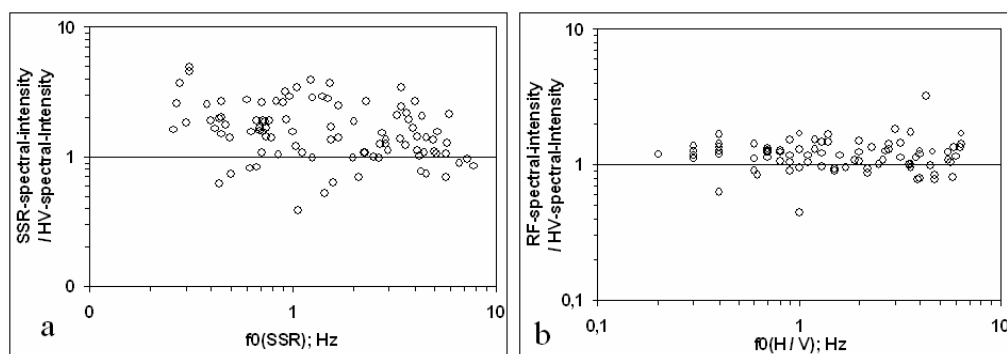 SSR-spectral-intensity
/ HV-spectral-Intensity
10
1
0
0
1
10
f0(SSR); Hz
a
RF-spectral-intensity
/ HV-spectral-Intensity
10
1
0,1
0,1
1
10
f0(H / V); Hz
b